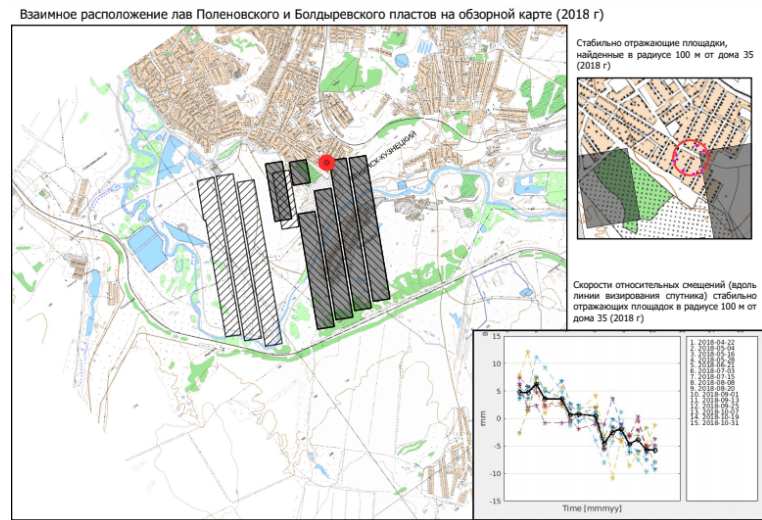 Взаимное расположение лав Поленовского и Болдыревского пластов на обзорной карте (2018 г)
Стабильно отражающие площадки,
найденные в радиусе 100 м от дома 35
(2018 г)
СК-КУЗНЕЦКИЙ
Скорости относительных смещений (вдоль
линии визирования спутника) стабильно
отражающих площадок в радиусе 100 м от
дома 35 (2018 г)
15
10
5
0
-5
-10
-15
mm
Time [mmmyy]
1. 2018-04-22
2. 2018-05-04
3. 2018-05-16
4. 2018-05-28
5. 2018-06-21
6. 2018-07-03
7. 2018-07-15
8. 2018-08-08
9. 2018-08-20
10. 2018-09-01
11. 2018-09-13
12. 2018-09-25
13. 2018-10-07
14. 2018-10-19
15. 2018-10-31